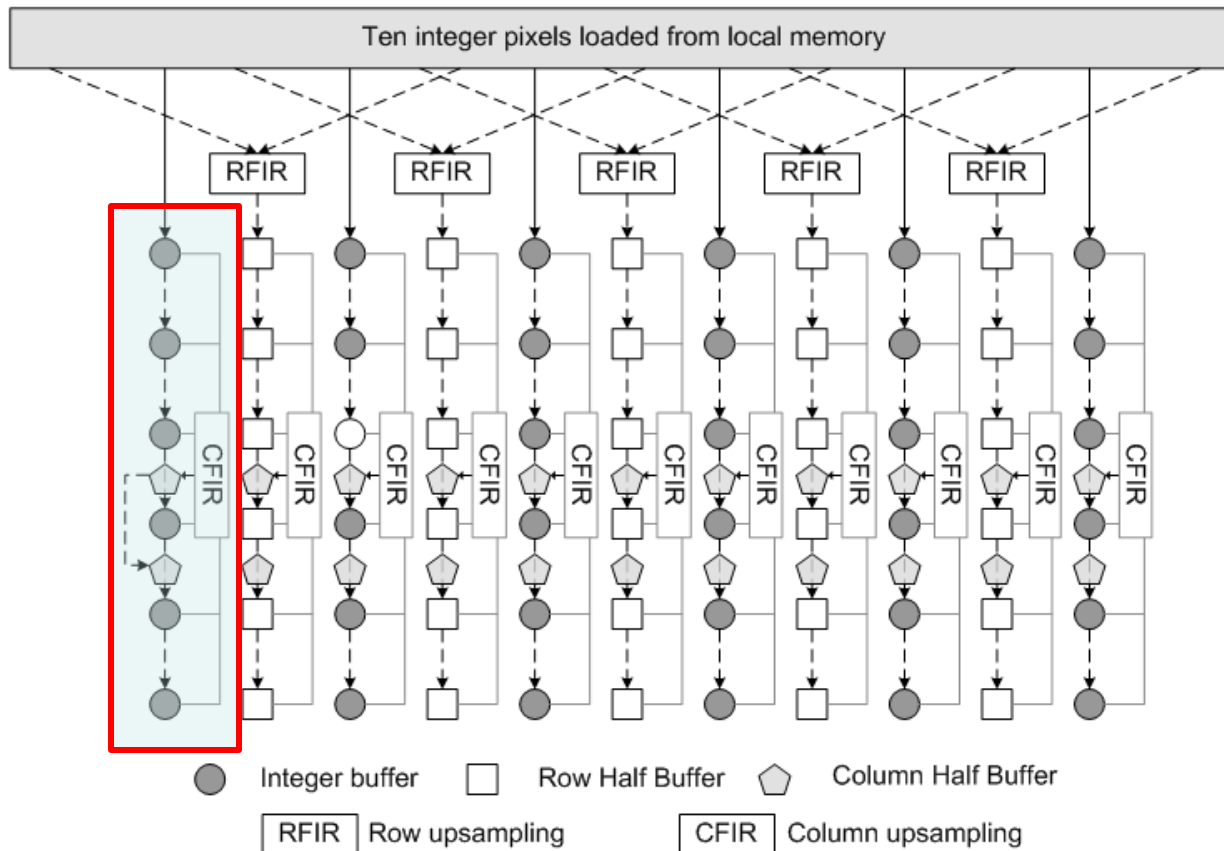 Ten integer pixels loaded from local memory
RFIR RFIR RFIR RFIR RFIR
CFIR CFIR CFIR CFIR CFIR CFIR CFIR CFIR CFIR CFIR CFIR
Integer buffer Row Half Buffer Column Half Buffer
RFIR Row upsampling CFIR Column upsampling